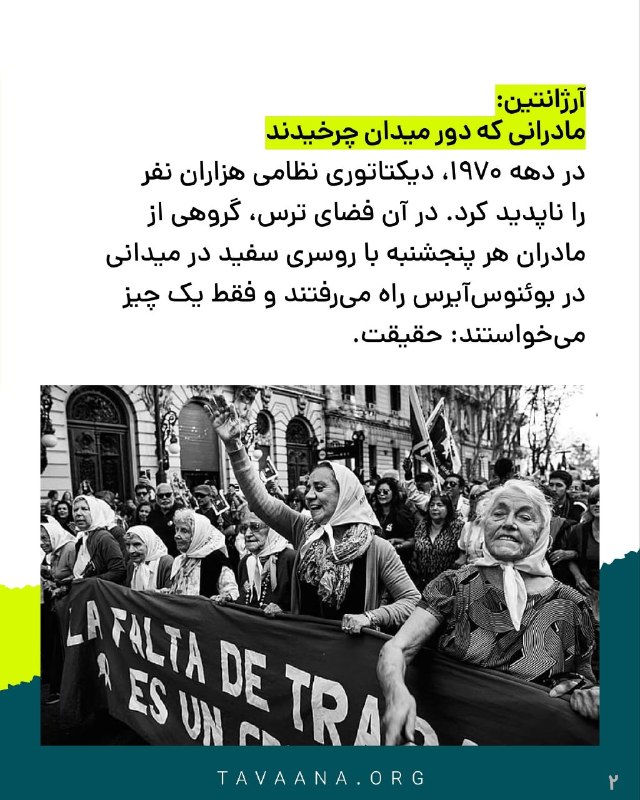 آرژانتین:
مادرانی که دور میدان چرخیدند
در دهه ۱۹۷۰، دیکتاتوری نظامی هزاران نفر
را ناپدید کرد. در آن فضای ترس، گروهی از
مادران هر پنجشنبه با روسری سفید در میدانی
در بوئنوس‌آیرس راه می‌رفتند و فقط یک چیز
می‌خواستند: حقیقت.
LA FALTA DE TRA
ES UN
TAVAANA.ORG
۲